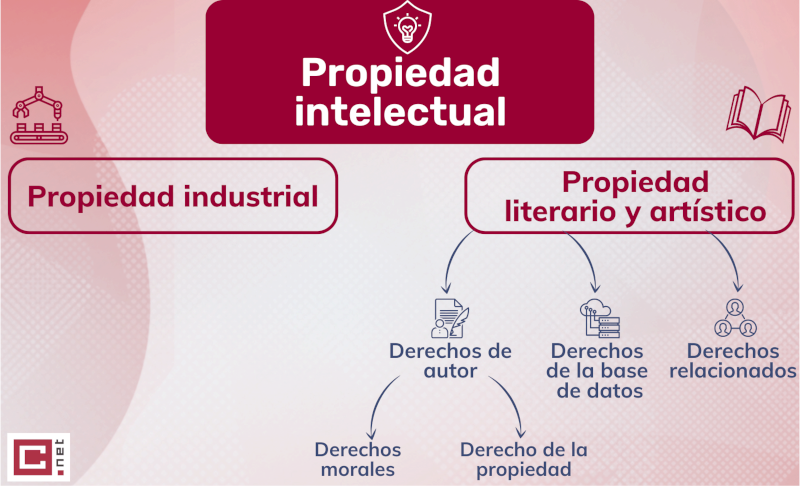 Propiedad
intelectual
Propiedad industrial
Propiedad
literario y artístico
Derechos de
autor
Derechos
de la base
de datos
Derechos
relacionados
Derechos
morales
Derecho de la
propiedad
C
.net